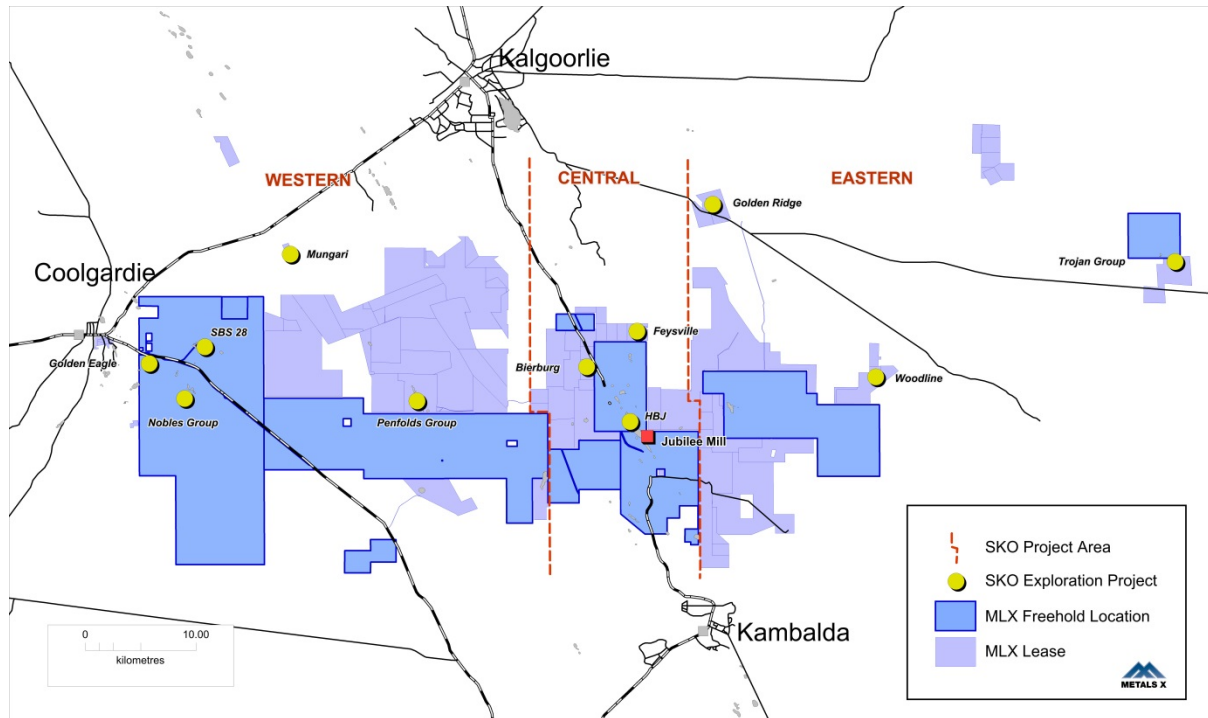 Kalgoorlie
WESTERN
CENTRAL
EASTERN
Golden Ridge
Mungari
Trojan Group
Coolgardie
SBS 28
Feysville
Golden Eagle
Bierburg
Woodline
Nobles Group
Penfolds Group
HBJ
Jubilee Mill
Kambalda
SKO Project Area
SKO Exploration Project
MLX Freehold Location
MLX Lease
METALS X
0 10.00
kilometres